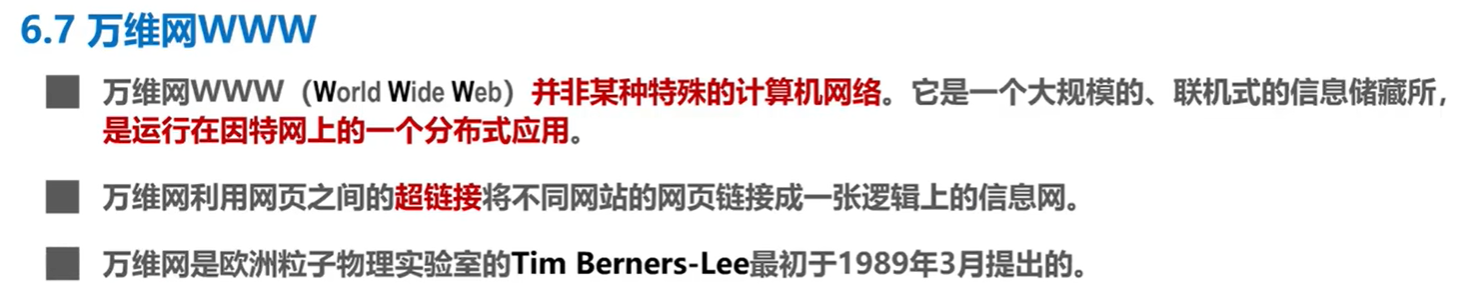 6.7 万维网WWW
万维网WWW（World Wide Web）并非某种特殊的计算机网络。它是一个大规模的、联机式的信息储藏所，
是运行在因特网上的一个分布式应用。
万维网利用网页之间的超链接将不同网站的网页链接成一张逻辑上的信息网。
万维网是欧洲粒子物理实验室的Tim Berners-Lee最初于1989年3月提出的。